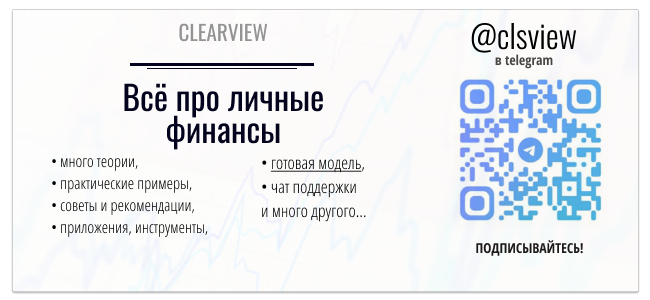 CLEARVIEW
Всё про личные
финансы
• много теории,
• практические примеры,
• советы и рекомендации,
• приложения, инструменты,
• готовая модель,
• чат поддержки
и много другого...
@clsview
в telegram
ПОДПИСЫВАЙТЕСЬ!